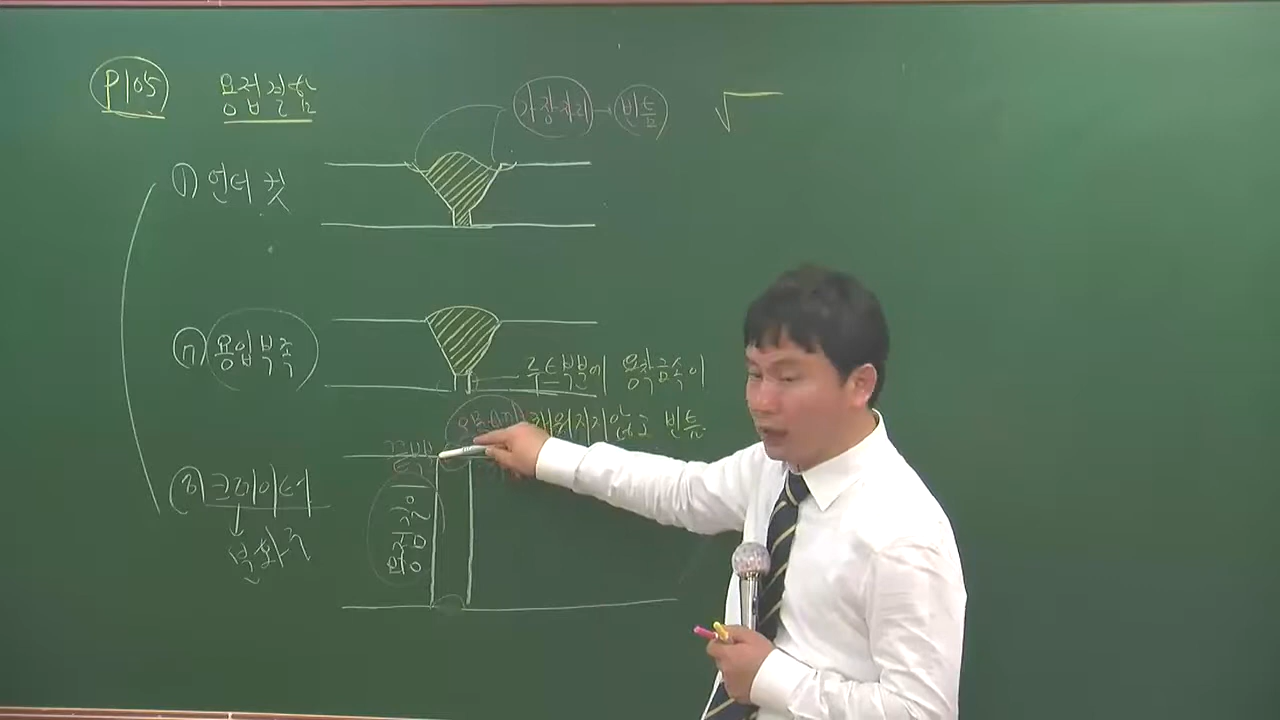 P105 용접결함
가장자리 → 빈틈
① 언더 컷
② 용입부족
루트부분에 용착금속이
채워지지않고 빈틈
③ 크레이터
↓
분화구
용접